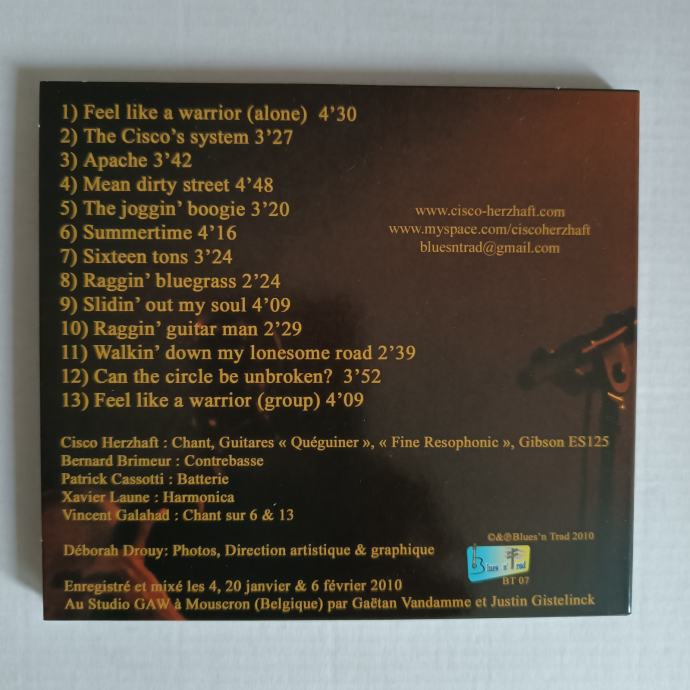 1) Feel like a warrior (alone)  4'30
2) The Cisco's system 3'27
3) Apache 3'42
4) Mean dirty street 4'48
5) The joggin' boogie 3'20
6) Summertime 4'16
7) Sixteen tons 3'24
8) Raggin' bluegrass 2'24
9) Slidin' out my soul 4'09
10) Raggin' guitar man 2'29
11) Walkin' down my lonesome road 2'39
12) Can the circle be unbroken?  3'52
13) Feel like a warrior (group) 4'09
www.cisco-herzhaft.com
www.myspace.com/ciscoherzhaft
bluesntrad@gmail.com
Cisco Herzhaft : Chant, Guitares « Quéguiner », « Fine Resophonic », Gibson ES125
Bernard Brimeur : Contrebasse
Patrick Cassotti : Batterie
Xavier Laune : Harmonica
Vincent Galahad : Chant sur 6 & 13
Déborah Drouy: Photos, Direction artistique & graphique
©&℗Blues'n Trad 2010
Blues n' Trad
BT 07
Enregistré et mixé les 4, 20 janvier & 6 février 2010
Au Studio GAW à Mouscron (Belgique) par Gaëtan Vandamme et Justin Gistelinck